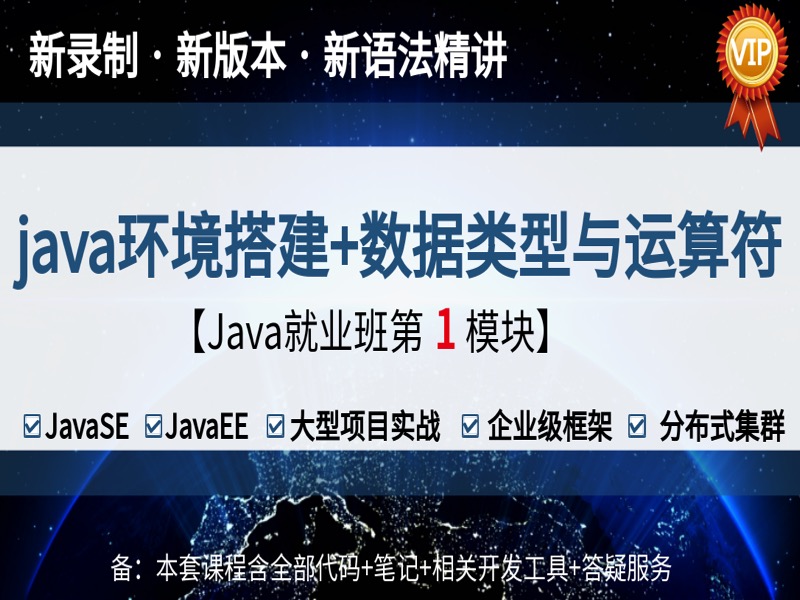 新录制 · 新版本 · 新语法精讲
VIP
java环境搭建+数据类型与运算符
【Java就业班第 1 模块】
JavaSE JavaEE 大型项目实战 企业级框架 分布式集群
备：本套课程含全部代码+笔记+相关开发工具+答疑服务